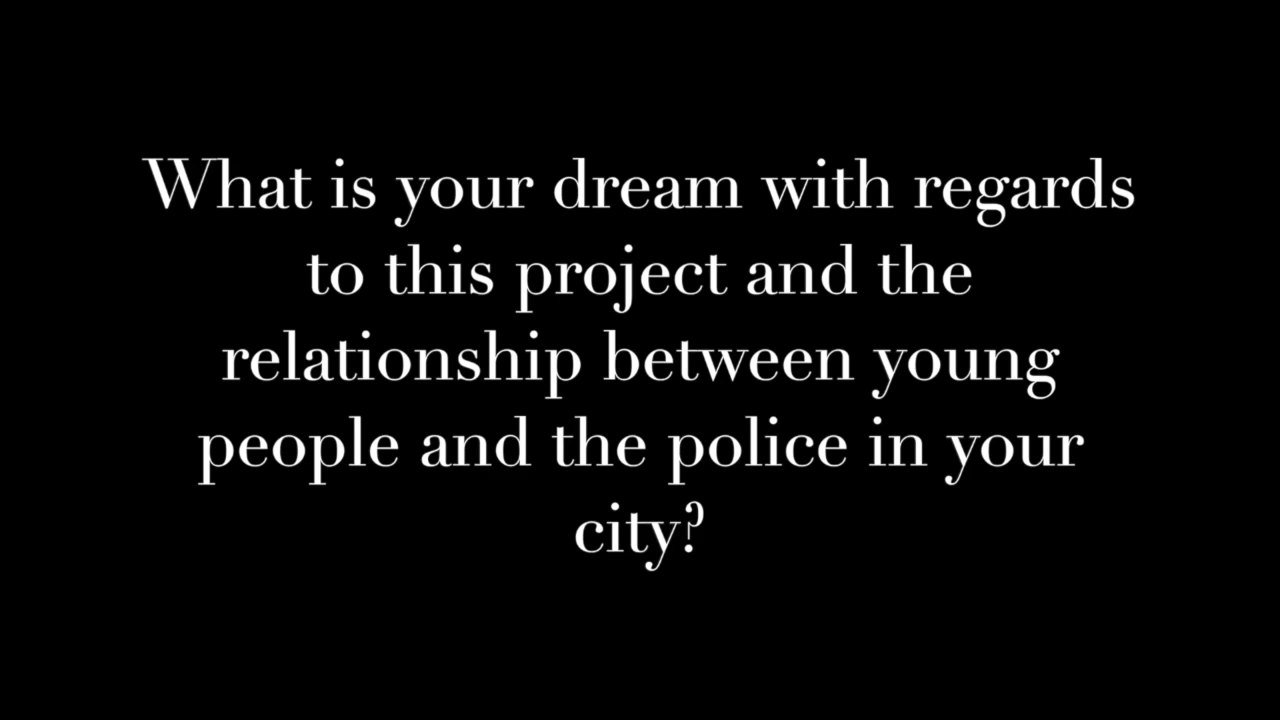 What is your dream with regards
to this project and the
relationship between young
people and the police in your
city?